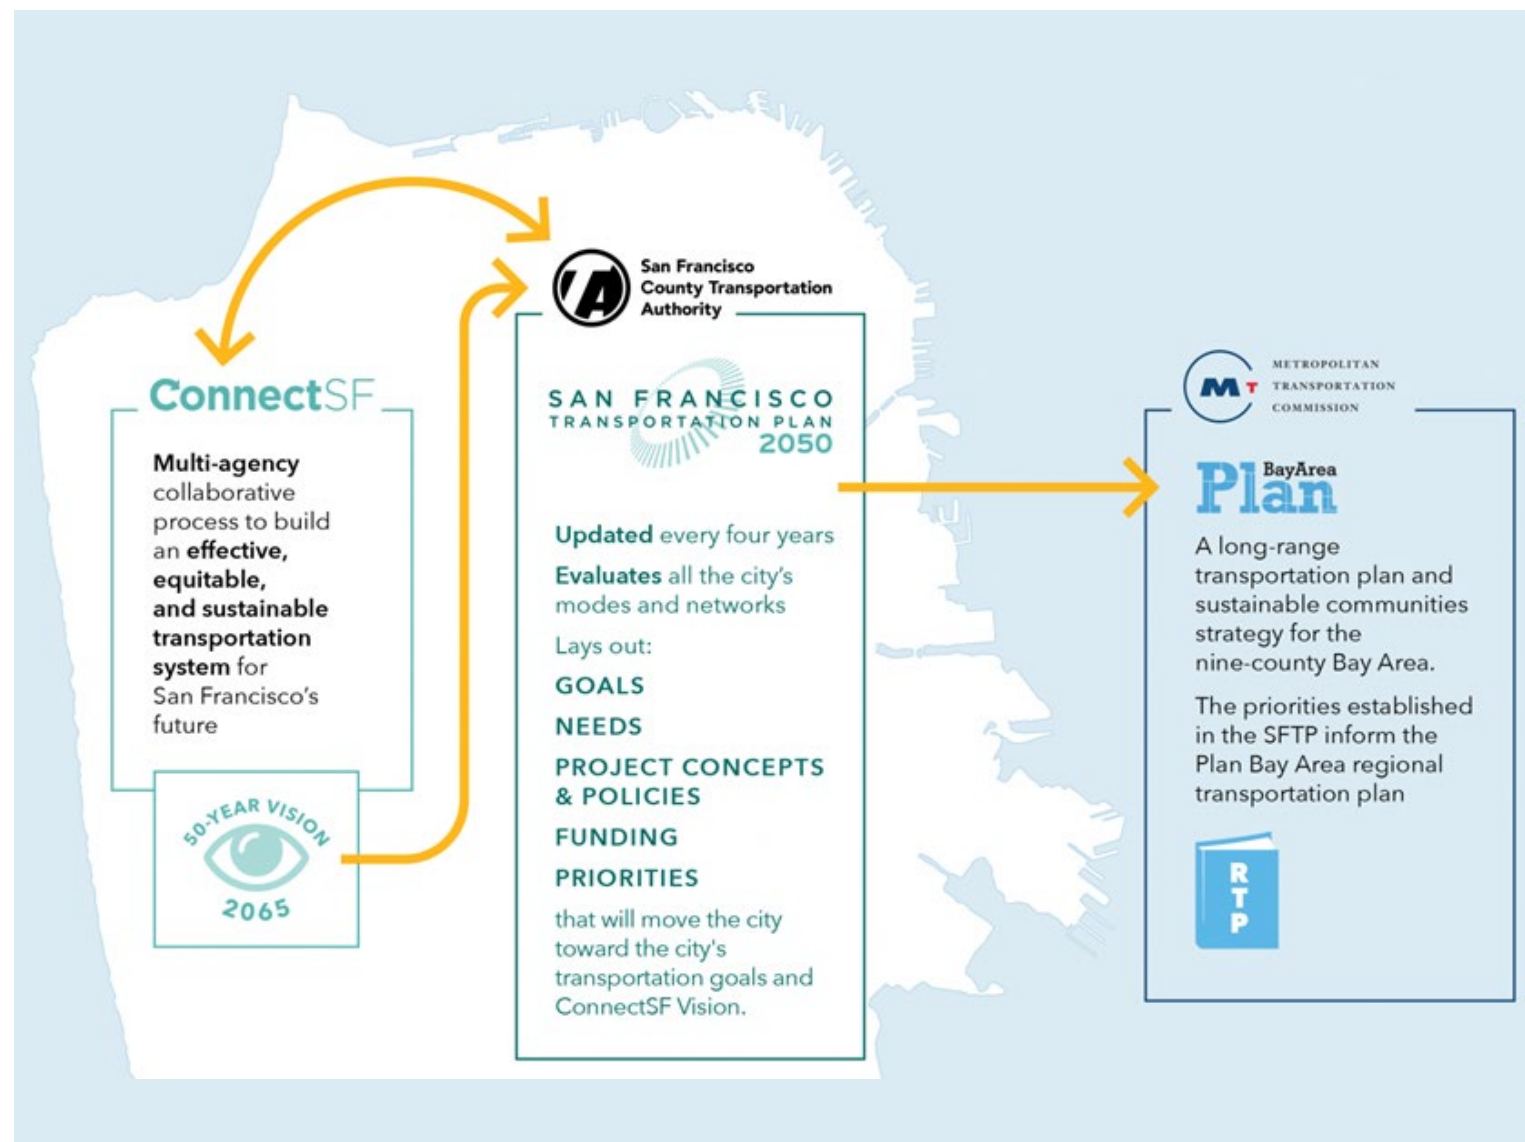 ConnectSF
Multi-agency
collaborative
process to build
an effective,
equitable,
and sustainable
transportation
system for
San Francisco's
future
50-YEAR VISION
2065
TA
San Francisco
County Transportation
Authority
SAN FRANCISCO
TRANSPORTATION PLAN
2050
Updated every four years
Evaluates all the city's
modes and networks
Lays out:
GOALS
NEEDS
PROJECT CONCEPTS
& POLICIES
FUNDING
PRIORITIES
that will move the city
toward the city's
transportation goals and
ConnectSF Vision.
MT
METROPOLITAN
TRANSPORTATION
COMMISSION
BayArea
Plan
A long-range
transportation plan and
sustainable communities
strategy for the
nine-county Bay Area.
The priorities established
in the SFTP inform the
Plan Bay Area regional
transportation plan
RTP